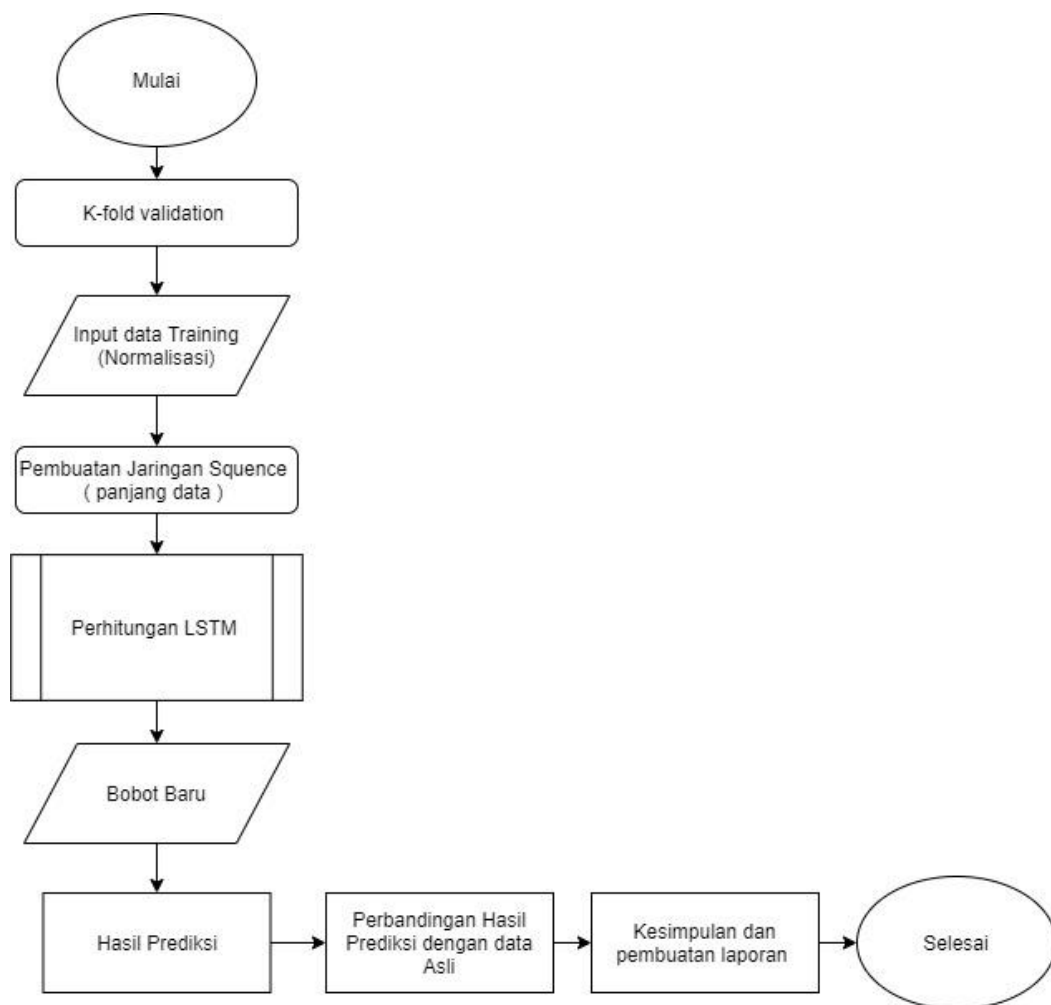 Mulai
K-fold validation
Input data Training
(Normalisasi)
Pembuatan Jaringan Squence
( panjang data )
Perhitungan LSTM
Bobot Baru
Hasil Prediksi
Perbandingan Hasil
Prediksi dengan data
Asli
Kesimpulan dan
pembuatan laporan
Selesai